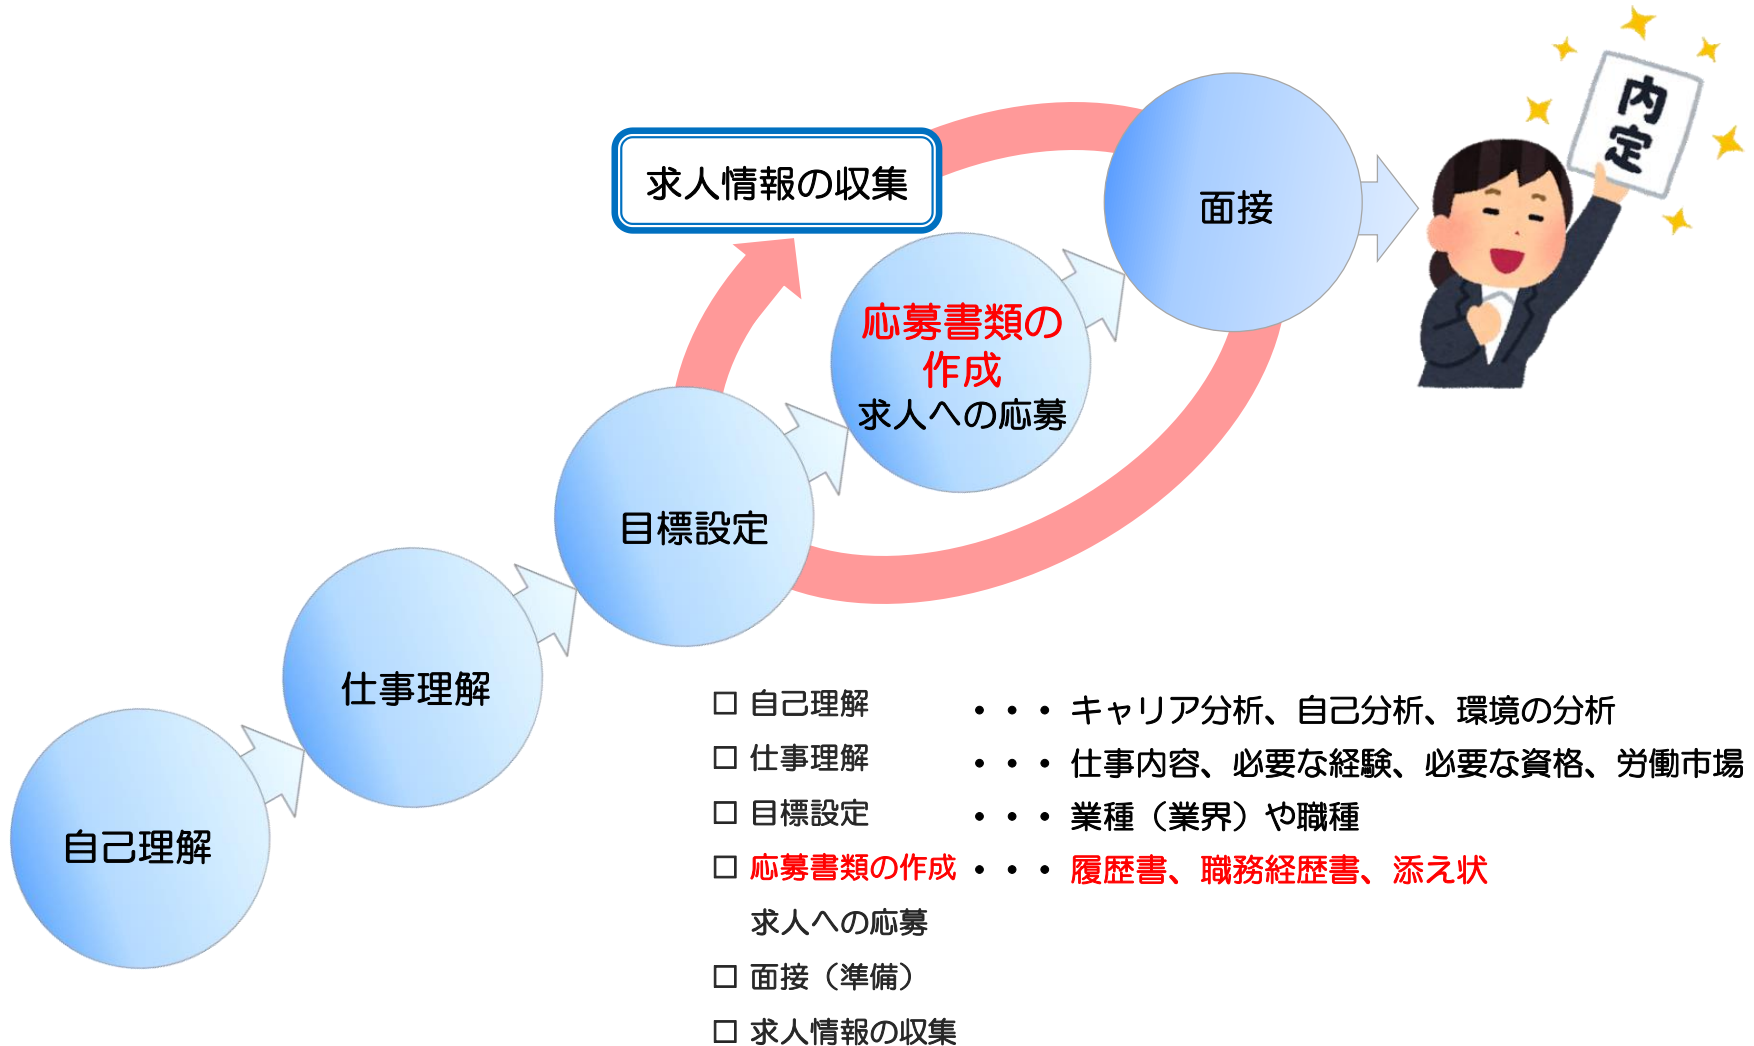 内定
求人情報の収集
面接
応募書類の
作成
求人への応募
目標設定
仕事理解
自己理解
□ 自己理解 ・・・ キャリア分析、自己分析、環境の分析
□ 仕事理解 ・・・ 仕事内容、必要な経験、必要な資格、労働市場
□ 目標設定 ・・・ 業種（業界）や職種
□ 応募書類の作成 ・・・ 履歴書、職務経歴書、添え状
求人への応募
□ 面接（準備）
□ 求人情報の収集